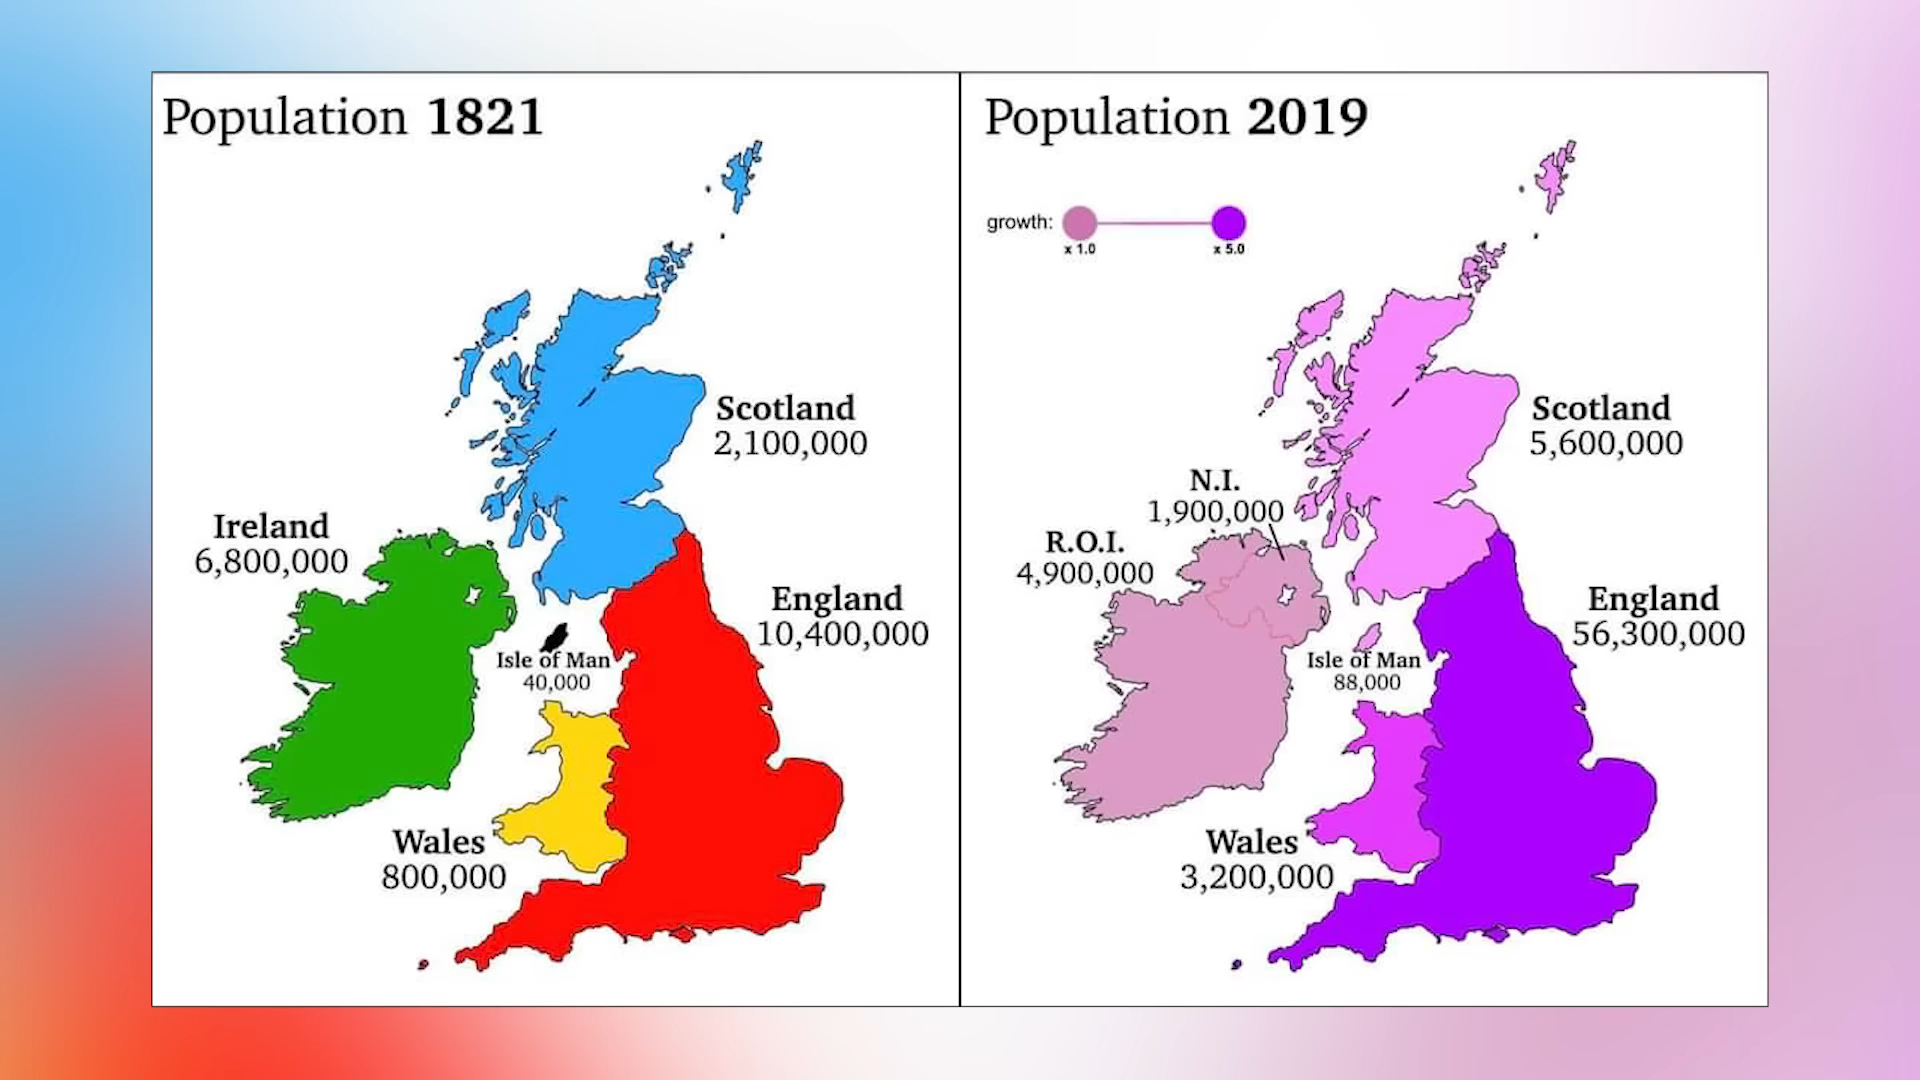 Population 1821
Scotland
2,100,000
Ireland
6,800,000
England
10,400,000
Isle of Man
40,000
Wales
800,000
Population 2019
growth:
x 1.0
x 5.0
Scotland
5,600,000
N.I.
1,900,000
R.O.I.
4,900,000
England
56,300,000
Isle of Man
88,000
Wales
3,200,000